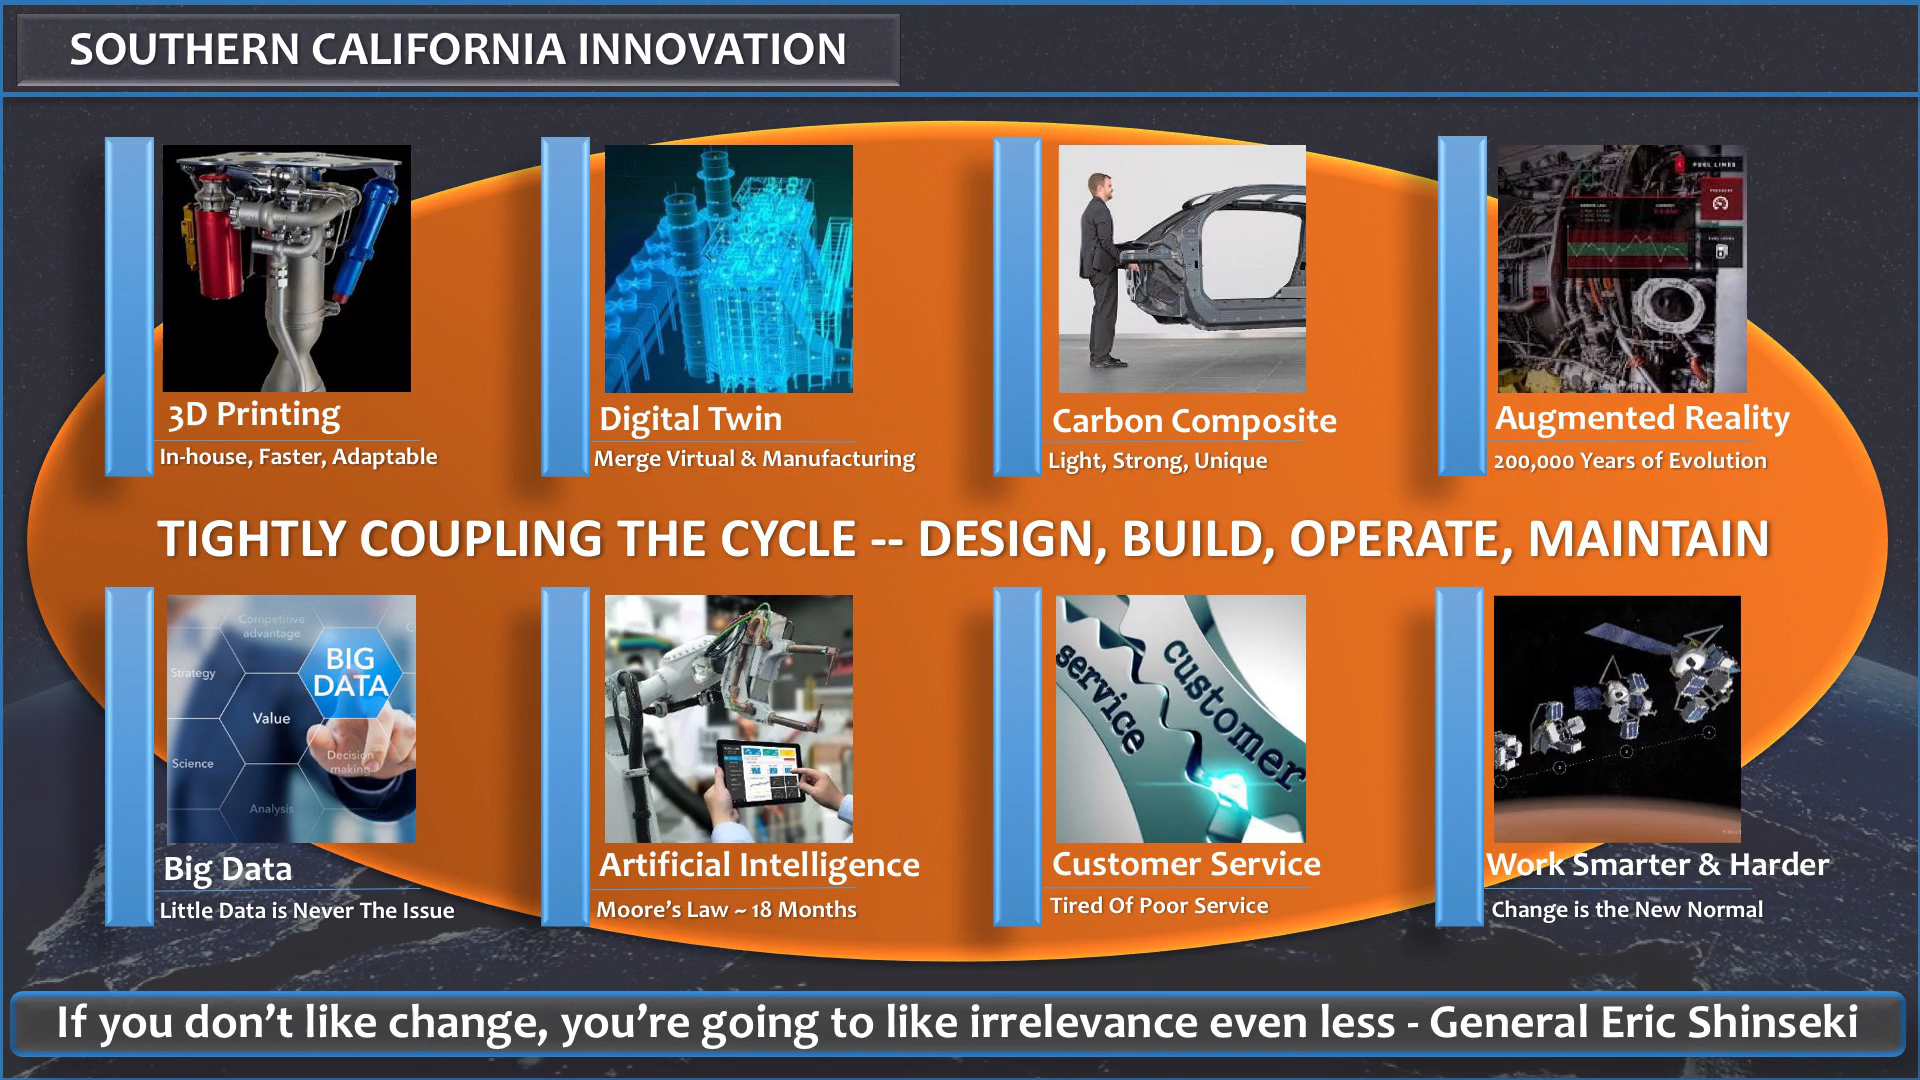 SOUTHERN CALIFORNIA INNOVATION
FUEL LINES
3D Printing
In-house, Faster, Adaptable
Digital Twin
Merge Virtual & Manufacturing
Carbon Composite
Light, Strong, Unique
Augmented Reality
200,000 Years of Evolution
TIGHTLY COUPLING THE CYCLE -- DESIGN, BUILD, OPERATE, MAINTAIN
Competitive
advantage
BIG
DATA
Strategy
Value
Decision
making
Science
Analysis
service
customer
Big Data
Little Data is Never The Issue
Artificial Intelligence
Moore’s Law ~ 18 Months
Customer Service
Tired Of Poor Service
Work Smarter & Harder
Change is the New Normal
If you don’t like change, you’re going to like irrelevance even less - General Eric Shinseki